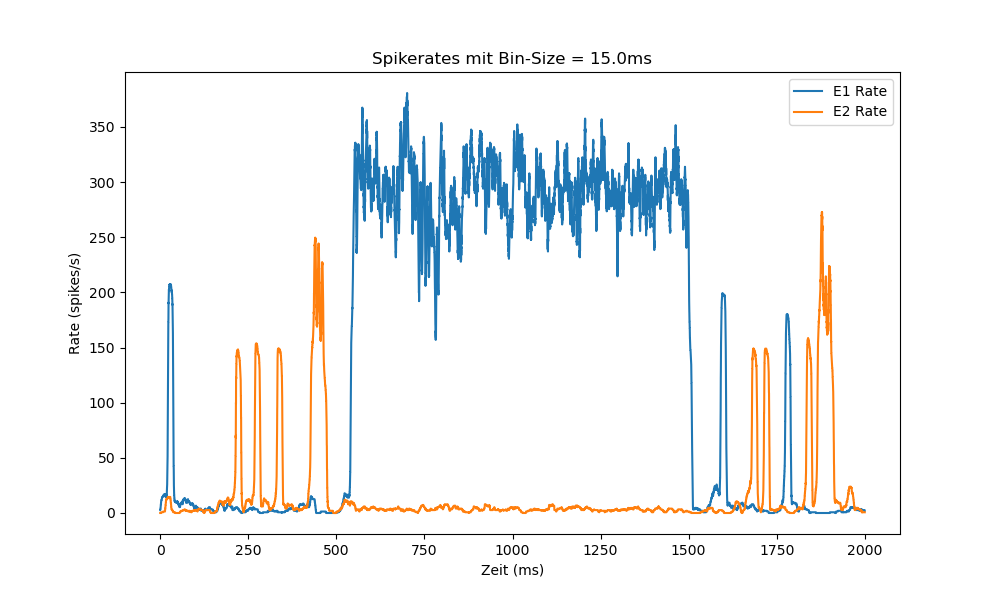 Spikerates mit Bin-Size = 15.0ms
E1 Rate
E2 Rate
Rate (spikes/s)
350
300
250
200
150
100
50
0
0 250 500 750 1000 1250 1500 1750 2000
Zeit (ms)